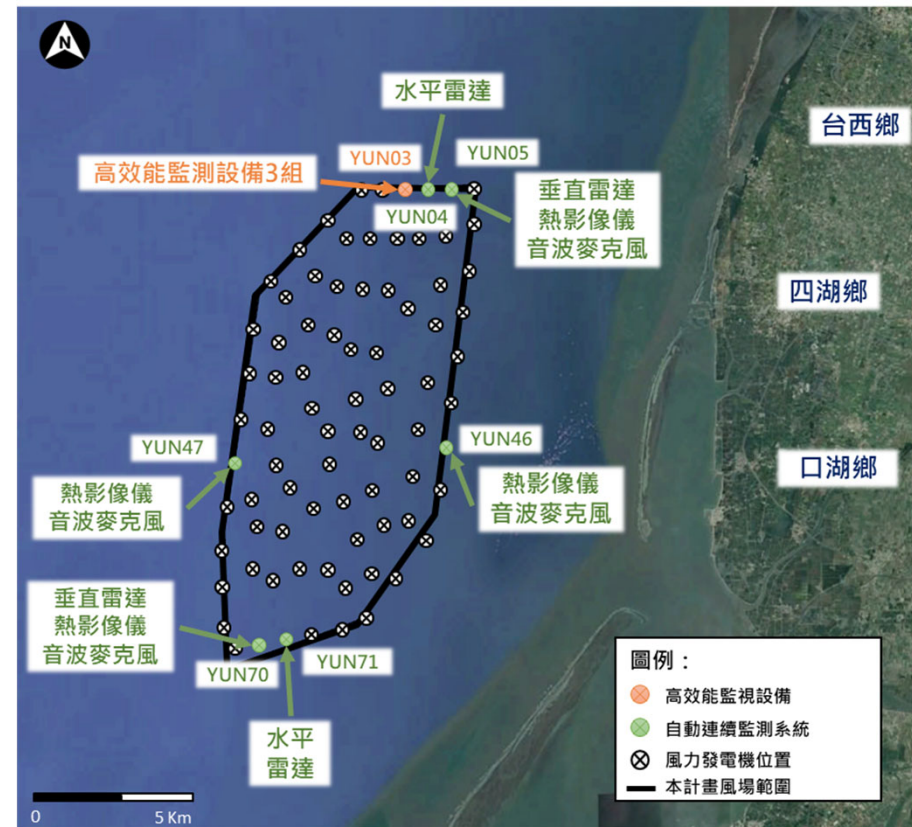 N
水平雷達
台西鄉
YUN03
YUN05
高效能監測設備3組
YUN04
垂直雷達
熱影像儀
音波麥克風
四湖鄉
YUN47
YUN46
口湖鄉
熱影像儀
音波麥克風
熱影像儀
音波麥克風
垂直雷達
熱影像儀
音波麥克風
YUN70
YUN71
水平
雷達
圖例：
高效能監視設備
自動連續監測系統
風力發電機位置
本計畫風場範圍
0
5 Km